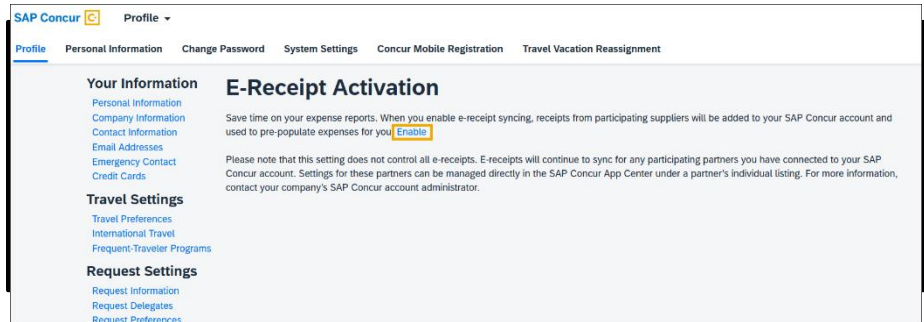 SAP Concur C Profile
Profile Personal Information Change Password System Settings Concur Mobile Registration Travel Vacation Reassignment
Your Information
Personal Information
Company Information
Contact Information
Email Addresses
Emergency Contact
Credit Cards
Travel Settings
Travel Preferences
International Travel
Frequent-Traveler Programs
Request Settings
Request Information
Request Delegates
Request Preferences
E-Receipt Activation
Save time on your expense reports. When you enable e-receipt syncing, receipts from participating suppliers will be added to your SAP Concur account and
used to pre-populate expenses for you Enable
Please note that this setting does not control all e-receipts. E-receipts will continue to sync for any participating partners you have connected to your SAP
Concur account. Settings for these partners can be managed directly in the SAP Concur App Center under a partner's individual listing. For more information,
contact your company's SAP Concur account administrator.